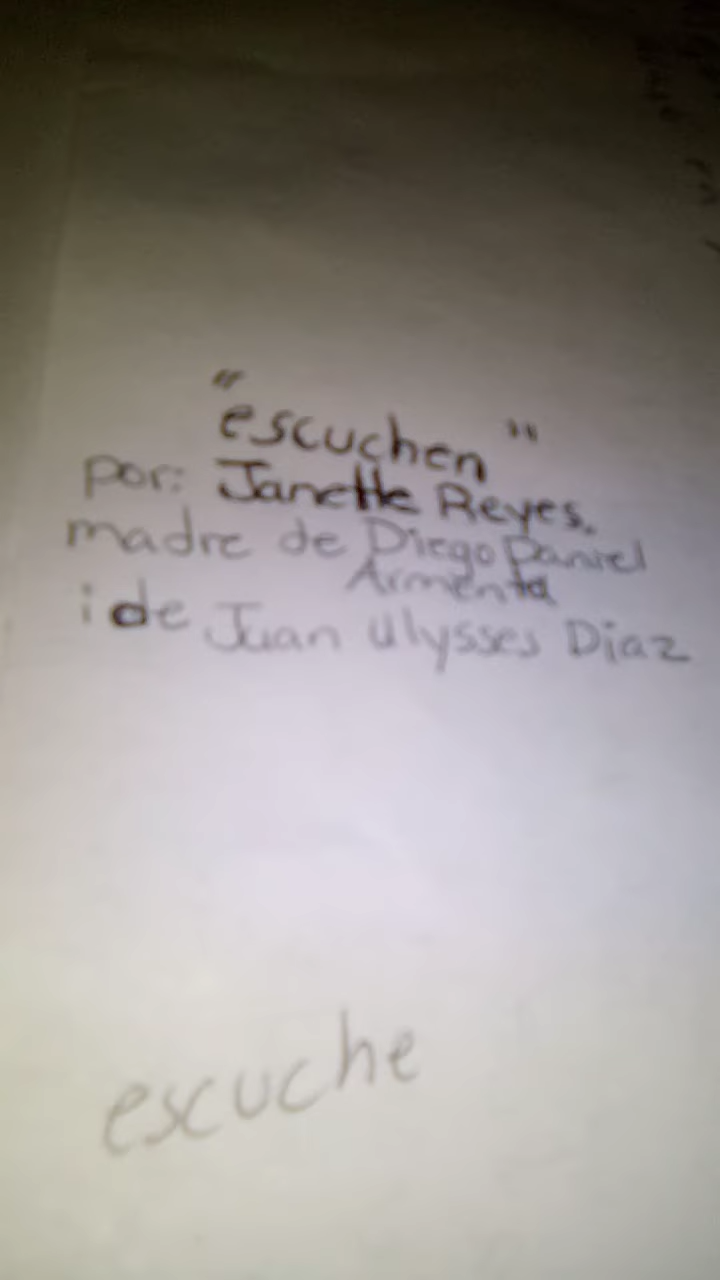 "escuchen"
por: Janette Reyes.
madre de Diego Daniel
Armenta
i de Juan Ulysses Diaz
escuche